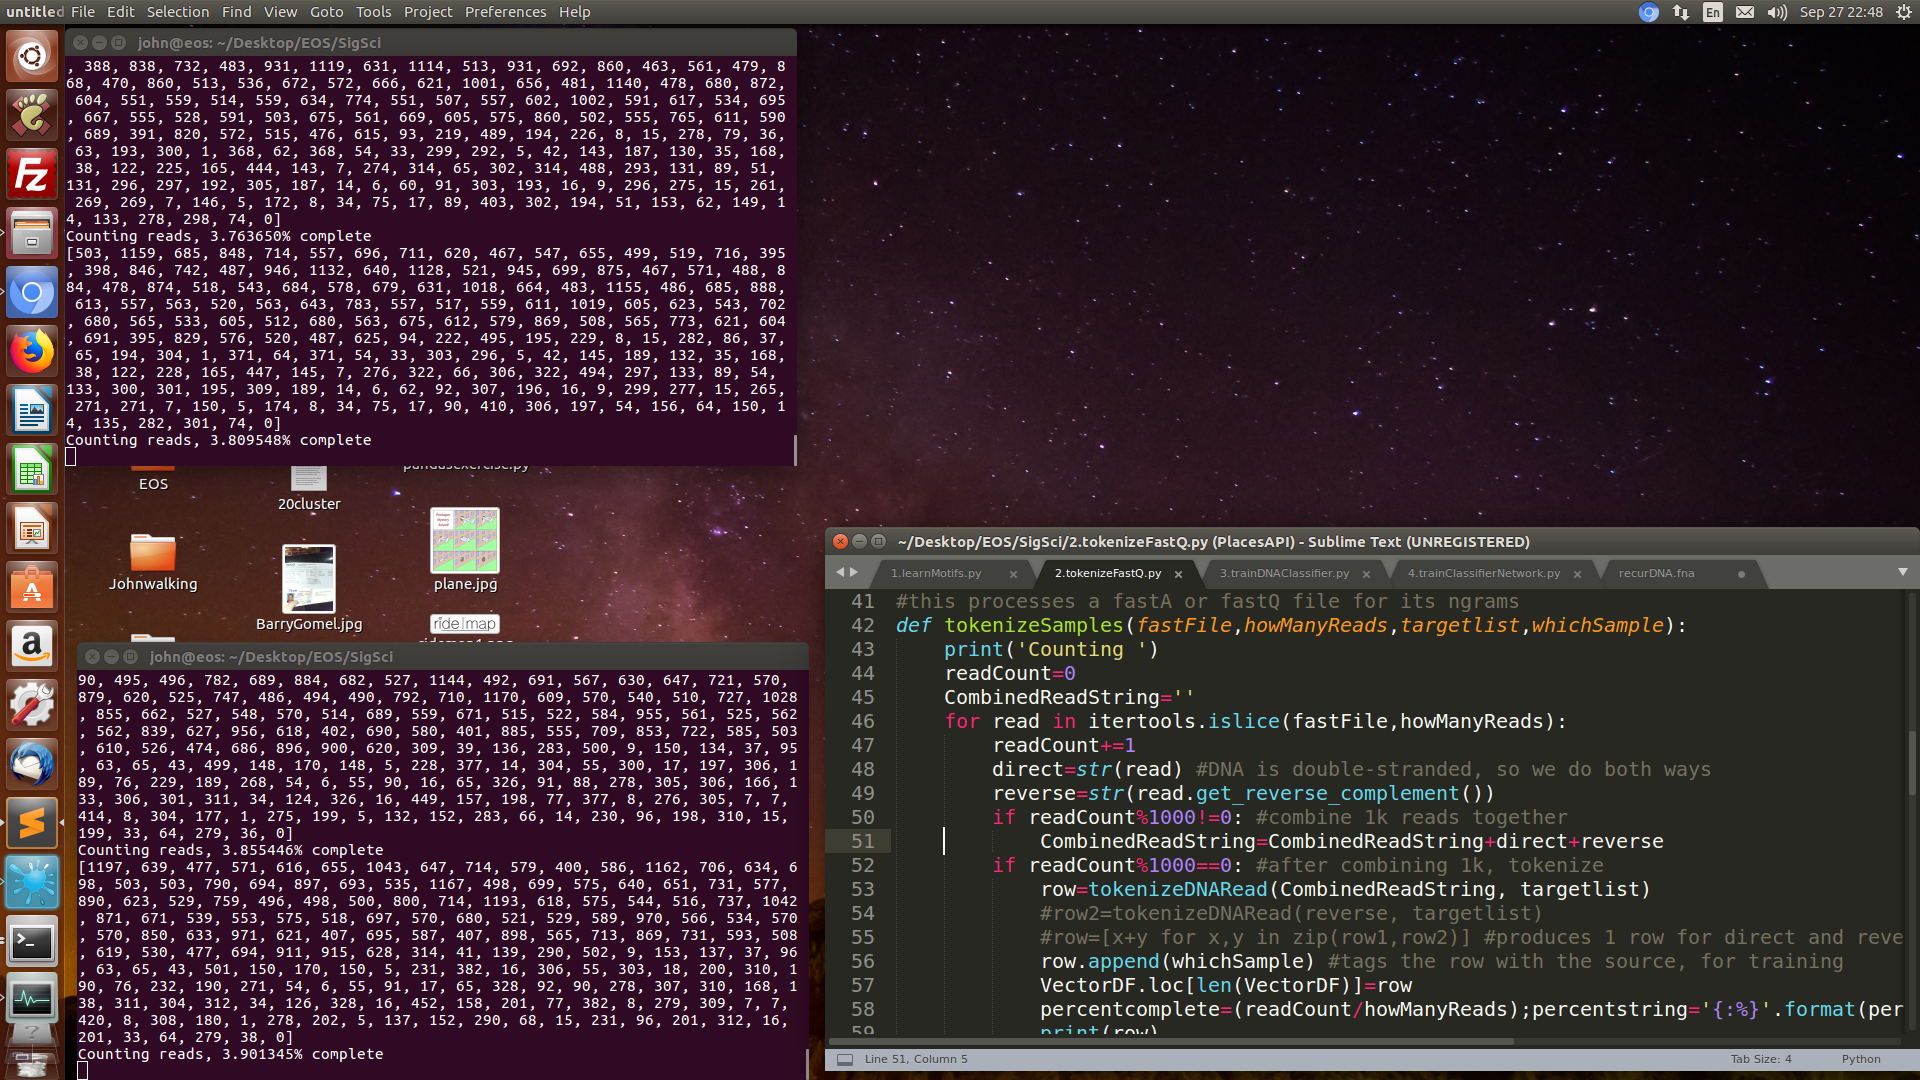 untitled File Edit Selection Find View Goto Tools Project Preferences Help
En
Sep 27 22:48
john@eos: ~/Desktop/EOS/SigSci
, 388, 838, 732, 483, 931, 1119, 631, 1114, 513, 931, 692, 860, 463, 561, 479, 8
68, 470, 860, 513, 536, 672, 572, 666, 621, 1001, 656, 481, 1140, 478, 680, 872,
 604, 551, 559, 514, 559, 634, 774, 551, 507, 557, 602, 1002, 591, 617, 534, 695
, 667, 555, 528, 591, 503, 675, 561, 669, 605, 575, 860, 502, 555, 765, 611, 590
, 689, 391, 820, 572, 515, 476, 615, 93, 219, 489, 194, 226, 8, 15, 278, 79, 36,
 63, 193, 300, 1, 368, 62, 368, 54, 33, 299, 292, 5, 42, 143, 187, 130, 35, 168,
 38, 122, 225, 165, 444, 143, 7, 274, 314, 65, 302, 314, 488, 293, 131, 89, 51, 
131, 296, 297, 192, 305, 187, 14, 6, 60, 91, 303, 193, 16, 9, 296, 275, 15, 261,
 269, 269, 7, 146, 5, 172, 8, 34, 75, 17, 89, 403, 302, 194, 51, 153, 62, 149, 1
4, 133, 278, 298, 74, 0]
Counting reads, 3.763650% complete
[503, 1159, 685, 848, 714, 557, 696, 711, 620, 467, 547, 655, 499, 519, 716, 395
, 398, 846, 742, 487, 946, 1132, 640, 1128, 521, 945, 699, 875, 467, 571, 488, 8
84, 478, 874, 518, 543, 684, 578, 679, 631, 1018, 664, 483, 1155, 486, 685, 888,
 613, 557, 563, 520, 563, 643, 783, 557, 517, 559, 611, 1019, 605, 623, 543, 702
, 680, 565, 533, 605, 512, 680, 563, 675, 612, 579, 869, 508, 565, 773, 621, 604
, 691, 395, 829, 576, 520, 487, 625, 94, 222, 495, 195, 229, 8, 15, 282, 86, 37,
 65, 194, 304, 1, 371, 64, 371, 54, 33, 303, 296, 5, 42, 145, 189, 132, 35, 168,
 38, 122, 228, 165, 447, 145, 7, 276, 322, 66, 306, 322, 494, 297, 133, 89, 54, 
133, 300, 301, 195, 309, 189, 14, 6, 62, 92, 307, 196, 16, 9, 299, 277, 15, 265,
 271, 271, 7, 150, 5, 174, 8, 34, 75, 17, 90, 410, 306, 197, 54, 156, 64, 150, 1
4, 135, 282, 301, 74, 0]
Counting reads, 3.809548% complete
pandasexercise.py
EOS
20cluster
Johnwalking
BarryGomel.jpg
plane.jpg
ride|map
john@eos: ~/Desktop/EOS/SigSci
90, 495, 496, 782, 689, 884, 682, 527, 1144, 492, 691, 567, 630, 647, 721, 570, 
879, 620, 525, 747, 486, 494, 490, 792, 710, 1170, 609, 570, 540, 510, 727, 1028
, 855, 662, 527, 548, 570, 514, 689, 559, 671, 515, 522, 584, 955, 561, 525, 562
, 562, 839, 627, 956, 618, 402, 690, 580, 401, 885, 555, 709, 853, 722, 585, 503
, 610, 526, 474, 686, 896, 900, 620, 309, 39, 136, 283, 500, 9, 150, 134, 37, 95
, 63, 65, 43, 499, 148, 170, 148, 5, 228, 377, 14, 304, 55, 300, 17, 197, 306, 1
89, 76, 229, 189, 268, 54, 6, 55, 90, 16, 65, 326, 91, 88, 278, 305, 306, 166, 1
33, 306, 301, 311, 34, 124, 326, 16, 449, 157, 198, 77, 377, 8, 276, 305, 7, 7, 
414, 8, 304, 177, 1, 275, 199, 5, 132, 152, 283, 66, 14, 230, 96, 198, 310, 15, 
199, 33, 64, 279, 36, 0]
Counting reads, 3.855446% complete
[1197, 639, 477, 571, 616, 655, 1043, 647, 714, 579, 400, 586, 1162, 706, 634, 6
98, 503, 503, 790, 694, 897, 693, 535, 1167, 498, 699, 575, 640, 651, 731, 577, 
890, 623, 529, 759, 496, 498, 500, 800, 714, 1193, 618, 575, 544, 516, 737, 1042
, 871, 671, 539, 553, 575, 518, 697, 570, 680, 521, 529, 589, 970, 566, 534, 570
, 570, 850, 633, 971, 621, 407, 695, 587, 407, 898, 565, 713, 869, 731, 593, 508
, 619, 530, 477, 694, 911, 915, 628, 314, 41, 139, 290, 502, 9, 153, 137, 37, 96
, 63, 65, 43, 501, 150, 170, 150, 5, 231, 382, 16, 306, 55, 303, 18, 200, 310, 1
90, 76, 232, 190, 271, 54, 6, 55, 91, 17, 65, 328, 92, 90, 278, 307, 310, 168, 1
38, 311, 304, 312, 34, 126, 328, 16, 452, 158, 201, 77, 382, 8, 279, 309, 7, 7, 
420, 8, 308, 180, 1, 278, 202, 5, 137, 152, 290, 68, 15, 231, 96, 201, 312, 16, 
201, 33, 64, 279, 38, 0]
Counting reads, 3.901345% complete
~/Desktop/EOS/SigSci/2.tokenizeFastQ.py (PlacesAPI) - Sublime Text (UNREGISTERED)
1.learnMotifs.py 2.tokenizeFastQ.py 3.trainDNAClassifier.py 4.trainClassifierNetwork.py recurDNA.fna
41 #this processes a fastA or fastQ file for its ngrams
42 def tokenizeSamples(fastFile,howManyReads,targetlist,whichSample):
43 print('Counting ')
44 readCount=0
45 CombinedReadString=''
46 for read in itertools.islice(fastFile,howManyReads):
47 readCount+=1
48 direct=str(read) #DNA is double-stranded, so we do both ways
49 reverse=str(read.get_reverse_complement())
50 if readCount%1000!=0: #combine 1k reads together
51 CombinedReadString=CombinedReadString+direct+reverse
52 if readCount%1000==0: #after combining 1k, tokenize
53 row=tokenizeDNARead(CombinedReadString, targetlist)
54 #row2=tokenizeDNARead(reverse, targetlist)
55 #row=[x+y for x,y in zip(row1,row2)] #produces 1 row for direct and reve
56 row.append(whichSample) #tags the row with the source, for training
57 VectorDF.loc[len(VectorDF)]=row
58 percentcomplete=(readCount/howManyReads);percentstring='{:%}'.format(per
59 print(row)
Line 51, Column 5
Tab Size: 4
Python